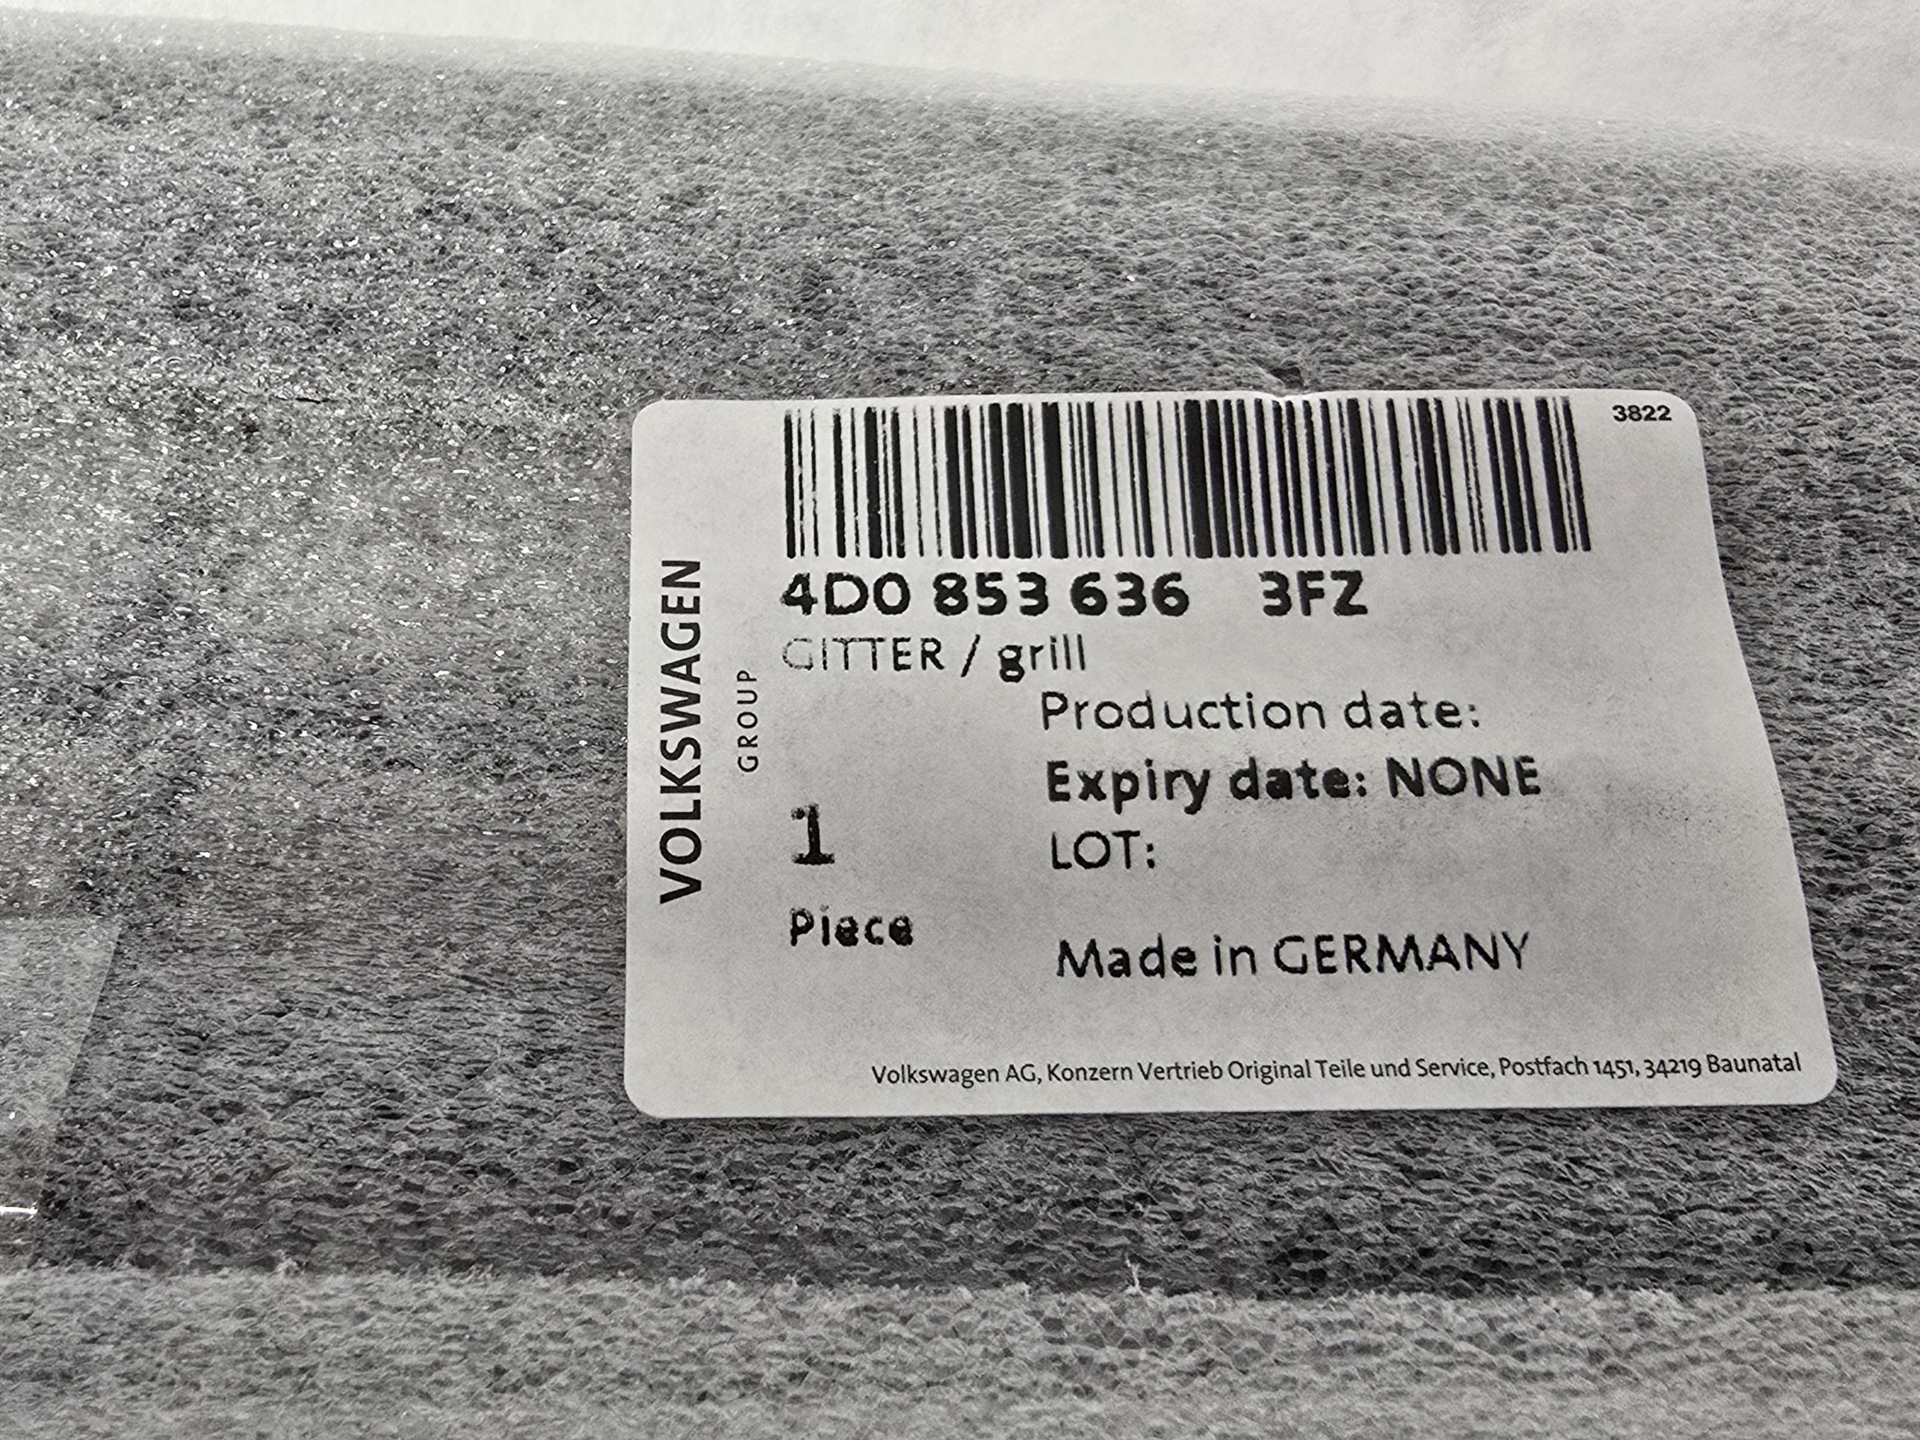 3822
4D0 853 636 3FZ
GITTER / grill
Production date:
Expiry date: NONE
LOT:
1
Piece
Made in GERMANY
VOLKSWAGEN
GROUP
Volkswagen AG, Konzern Vertrieb Original Teile und Service, Postfach 1451, 34219 Baunatal